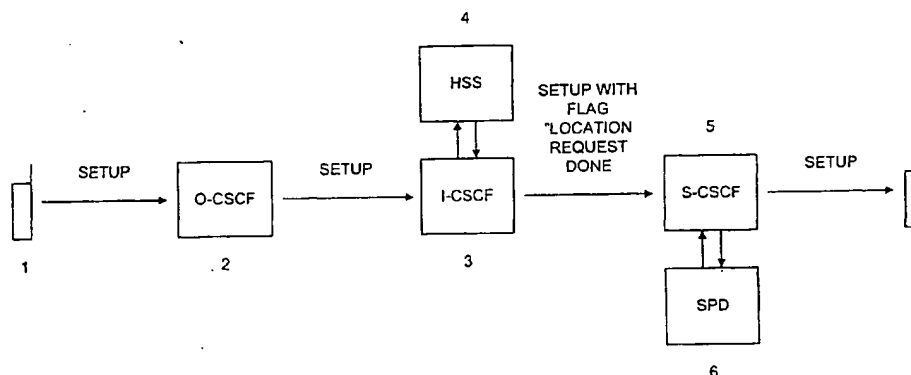 4
HSS
SETUP WITH
FLAG
"LOCATION
REQUEST
DONE
5
SETUP
O-CSCF
SETUP
I-CSCF
S-CSCF
SETUP
1
2
3
SPD
6